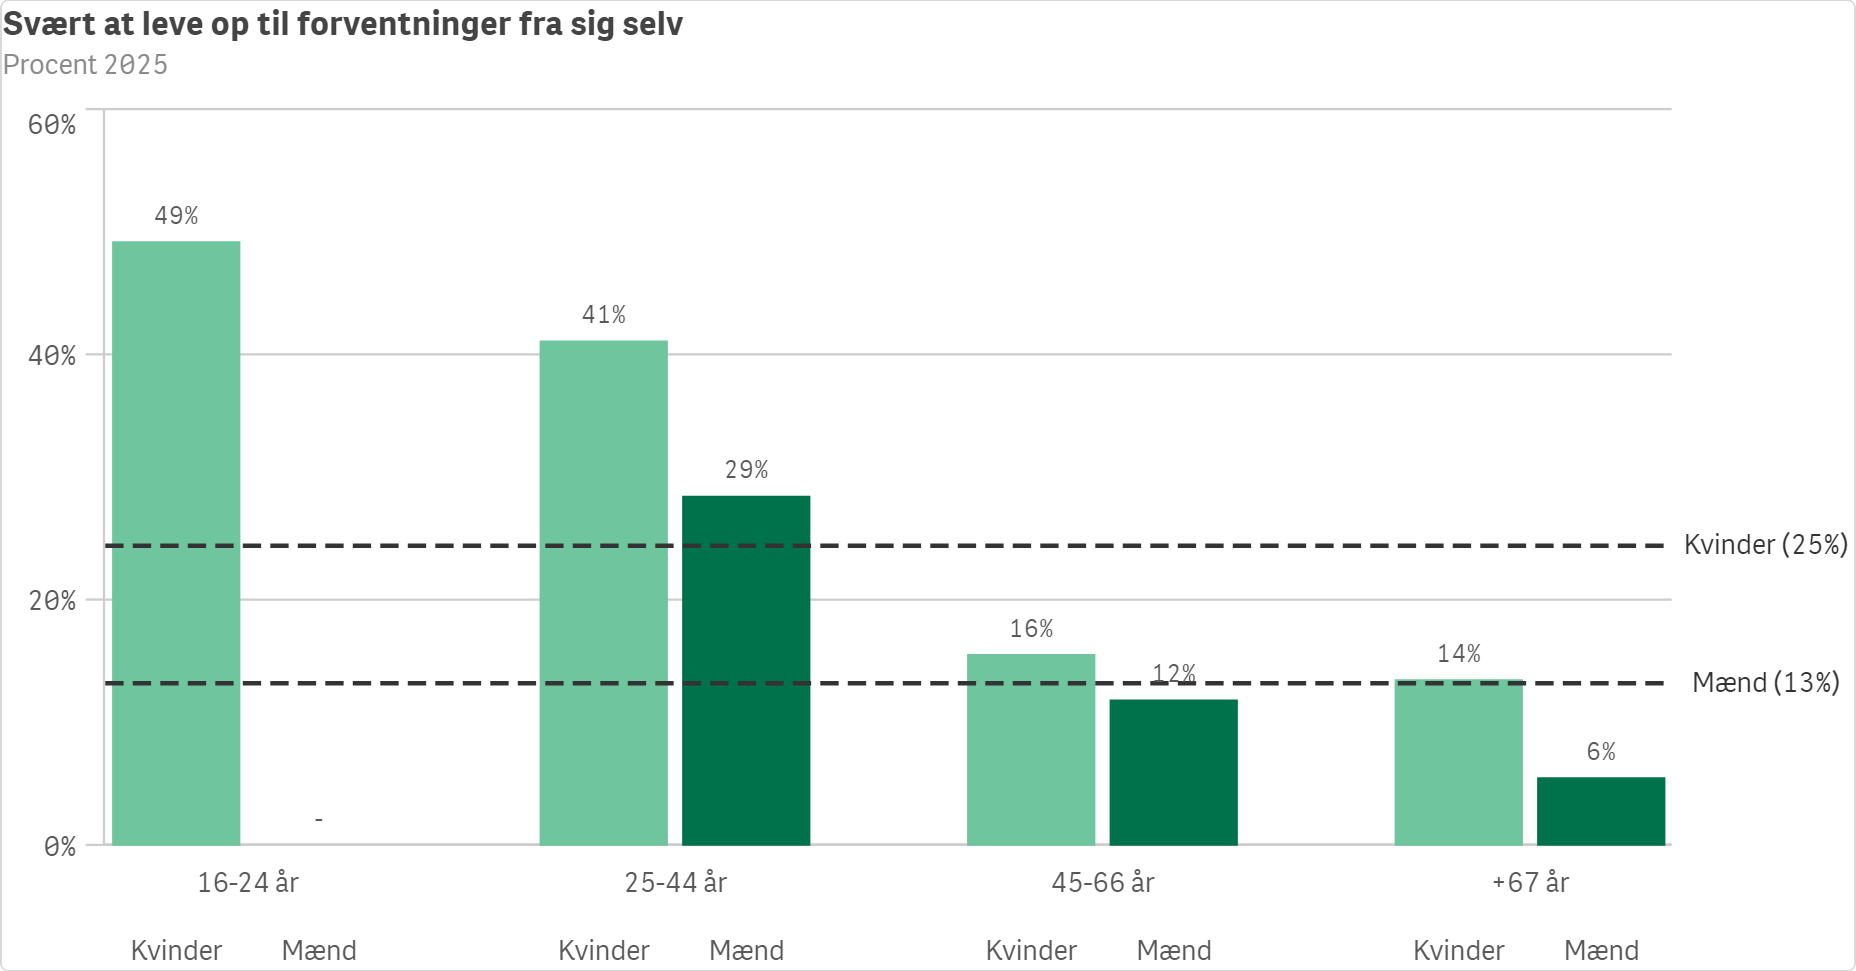 Svært at leve op til forventninger fra sig selv
Procent 2025
60%
49%
41%
40%
29%
Kvinder (25%)
20%
16%
14%
12%
Mænd (13%)
6%
-
0%
16-24 år 25-44 år 45-66 år +67 år
Kvinder Mænd Kvinder Mænd Kvinder Mænd Kvinder Mænd